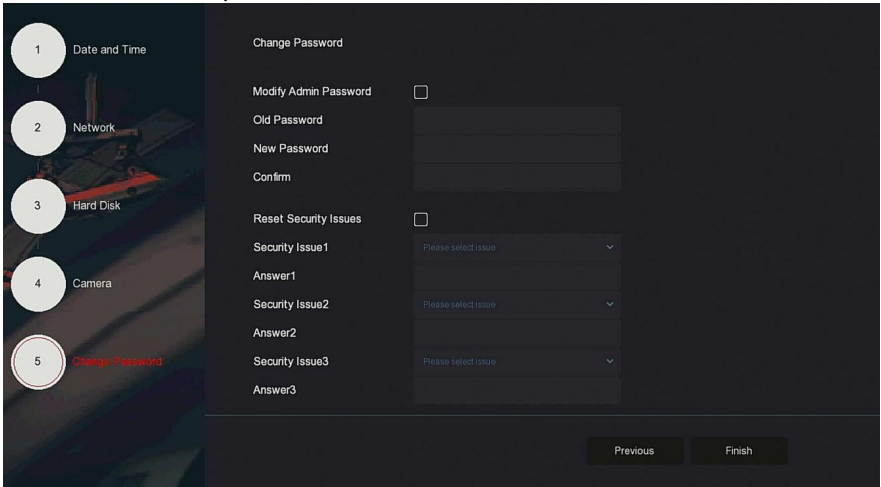 1 Date and Time
2 Network
3 Hard Disk
4 Camera
5 Change Password
Change Password
Modify Admin Password
Old Password
New Password
Confirm
Reset Security Issues
Security Issue1 Please select issue
Answer1
Security Issue2 Please select issue
Answer2
Security Issue3 Please select issue
Answer3
Previous Finish